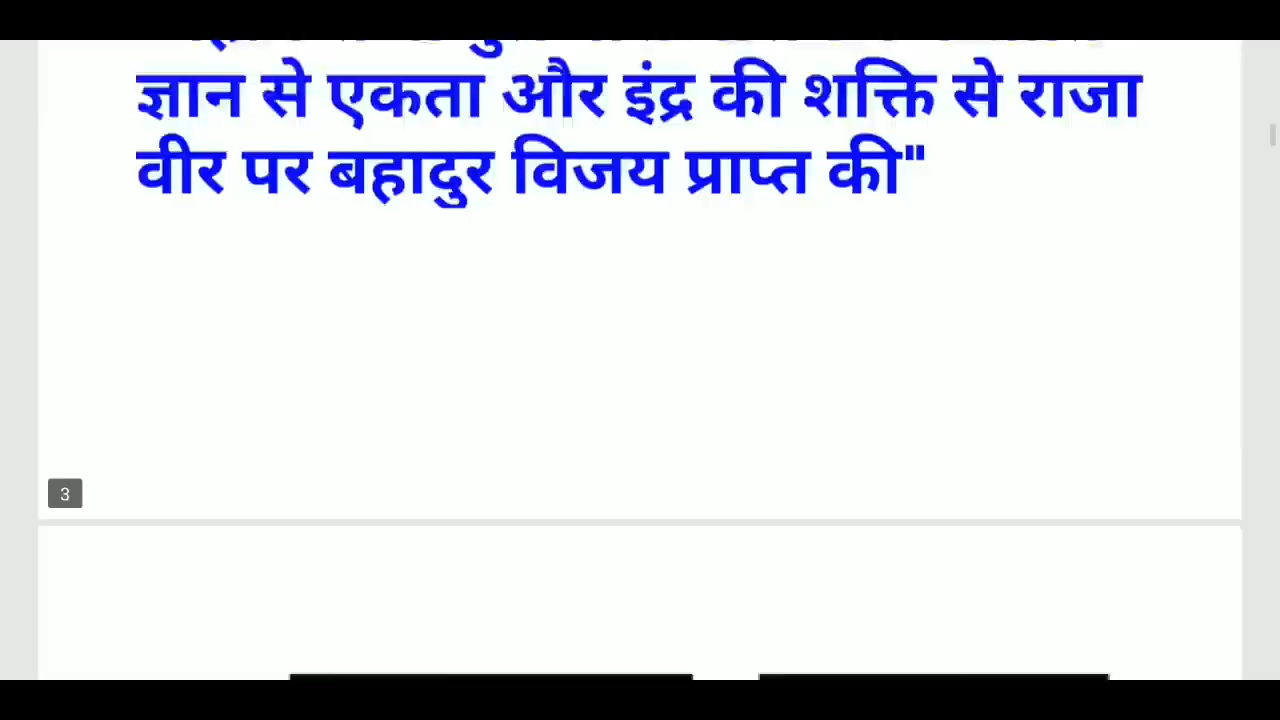 ज्ञान से एकता और इंद्र की शक्ति से राजा
वीर पर बहादुर विजय प्राप्त की"
3